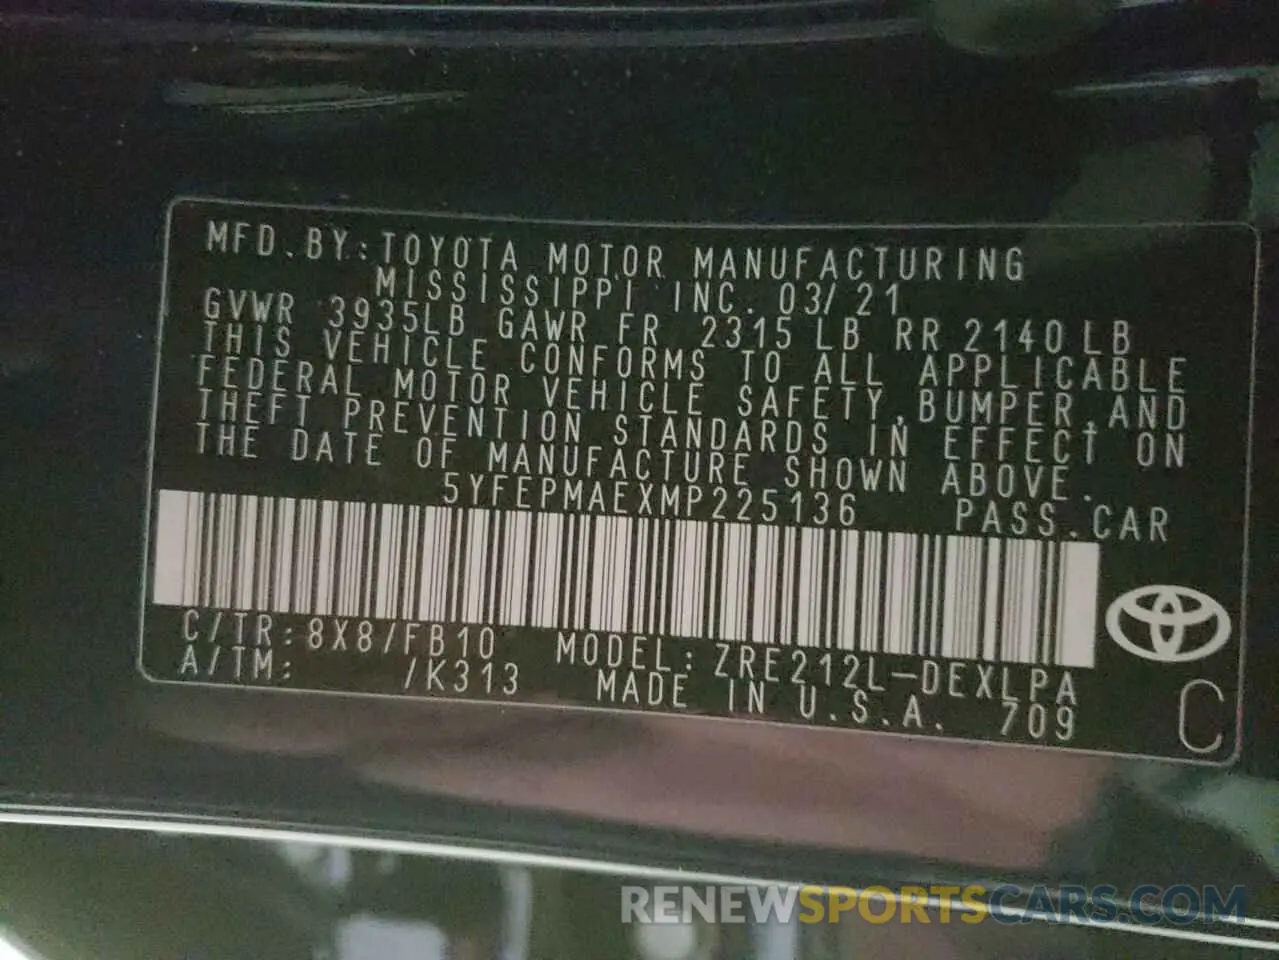 MFD.BY:TOYOTA MOTOR MANUFACTURING
MISSISSIPPI INC. 03/21
GVWR 3935LB GAWR FR 2315LB RR 2140LB
THIS VEHICLE CONFORMS TO ALL APPLICABLE
FEDERAL MOTOR VEHICLE SAFETY,BUMPER,AND
THEFT PREVENTION STANDARDS IN EFFECT ON
THE DATE OF MANUFACTURE SHOWN ABOVE.
5YFEPMAEXMP225136 PASS.CAR
C/TR:8X8/FB10 MODEL:ZRE212L-DEXLPA
A/TM: /K313 MADE IN U.S.A. 709
C
RENEWSPORTSCARS.COM